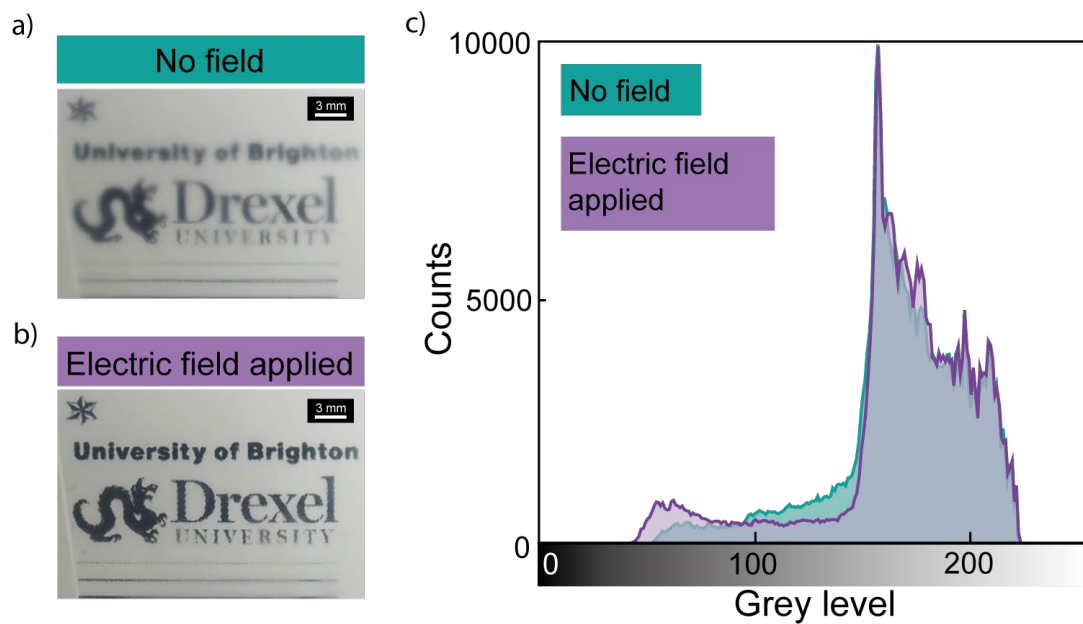 a)
No field
3 mm
University of Brighton
Drexel
UNIVERSITY
b)
Electric field applied
3 mm
University of Brighton
Drexel
UNIVERSITY
c)
10000
No field
Electric field
applied
5000
Counts
0
0
100
200
Grey level